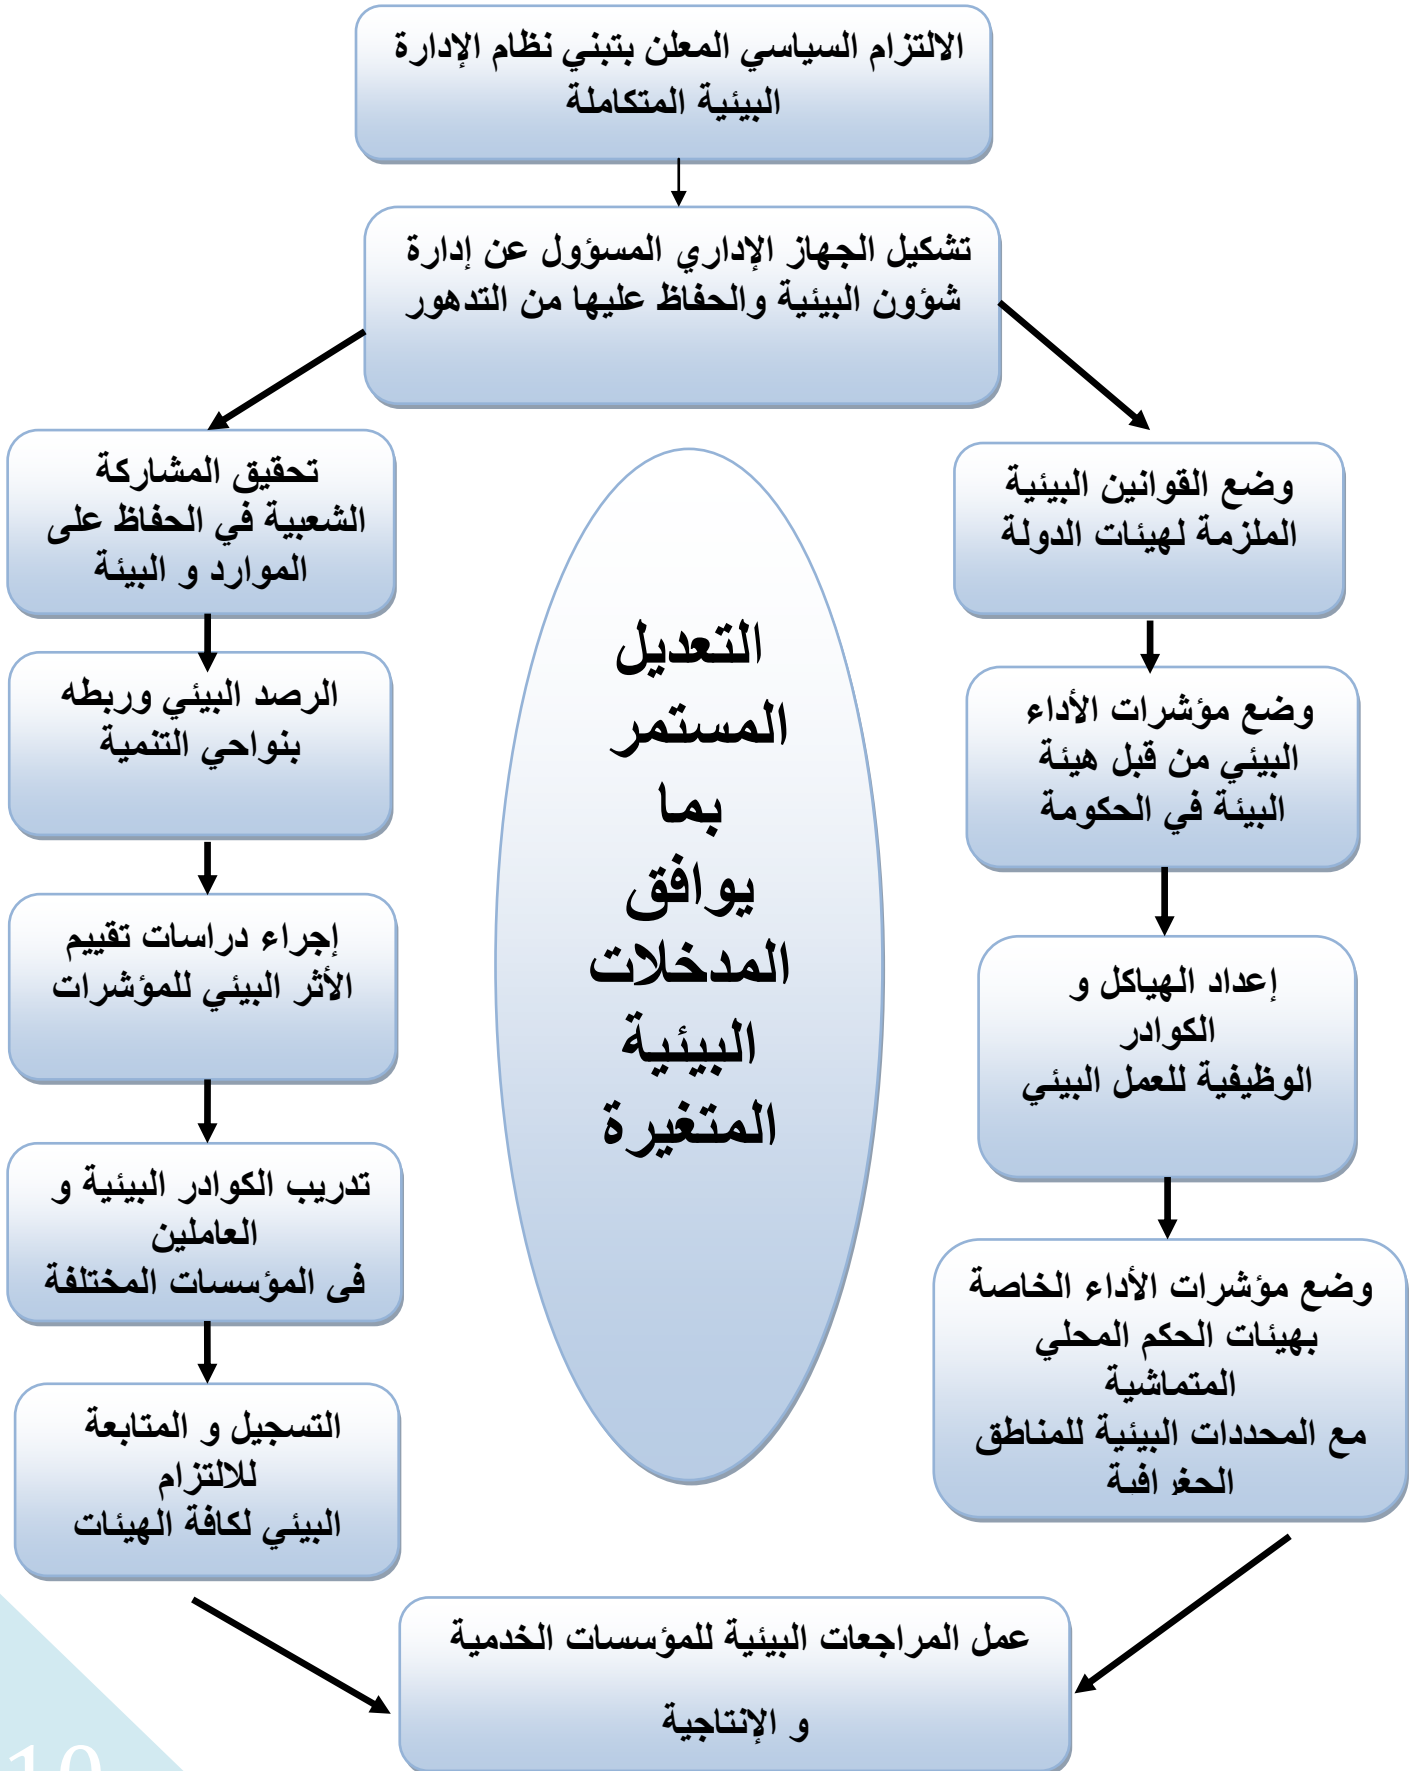 الالتزام السياسي المعلن بتبني نظام الإدارة
البيئية المتكاملة
تشكيل الجهاز الإداري المسؤول عن إدارة
شؤون البيئية والحفاظ عليها من التدهور
وضع القوانين البيئية
الملزمة لهيئات الدولة
وضع مؤشرات الأداء
البيئي من قبل هيئة
البيئة في الحكومة
إعداد الهياكل و
الكوادر
الوظيفية للعمل البيئي
وضع مؤشرات الأداء الخاصة
بهيئات الحكم المحلي
المتماشية
مع المحددات البيئية للمناطق
الجغرافية
التعديل
المستمر
بما
يوافق
المدخلات
البيئية
المتغيرة
تحقيق المشاركة
الشعبية في الحفاظ على
الموارد و البيئة
الرصد البيئي وربطه
بنواحي التنمية
إجراء دراسات تقييم
الأثر البيئي للمؤشرات
تدريب الكوادر البيئية و
العاملين
فى المؤسسات المختلفة
التسجيل و المتابعة
للالتزام
البيئي لكافة الهيئات
عمل المراجعات البيئية للمؤسسات الخدمية
و الإنتاجية
10